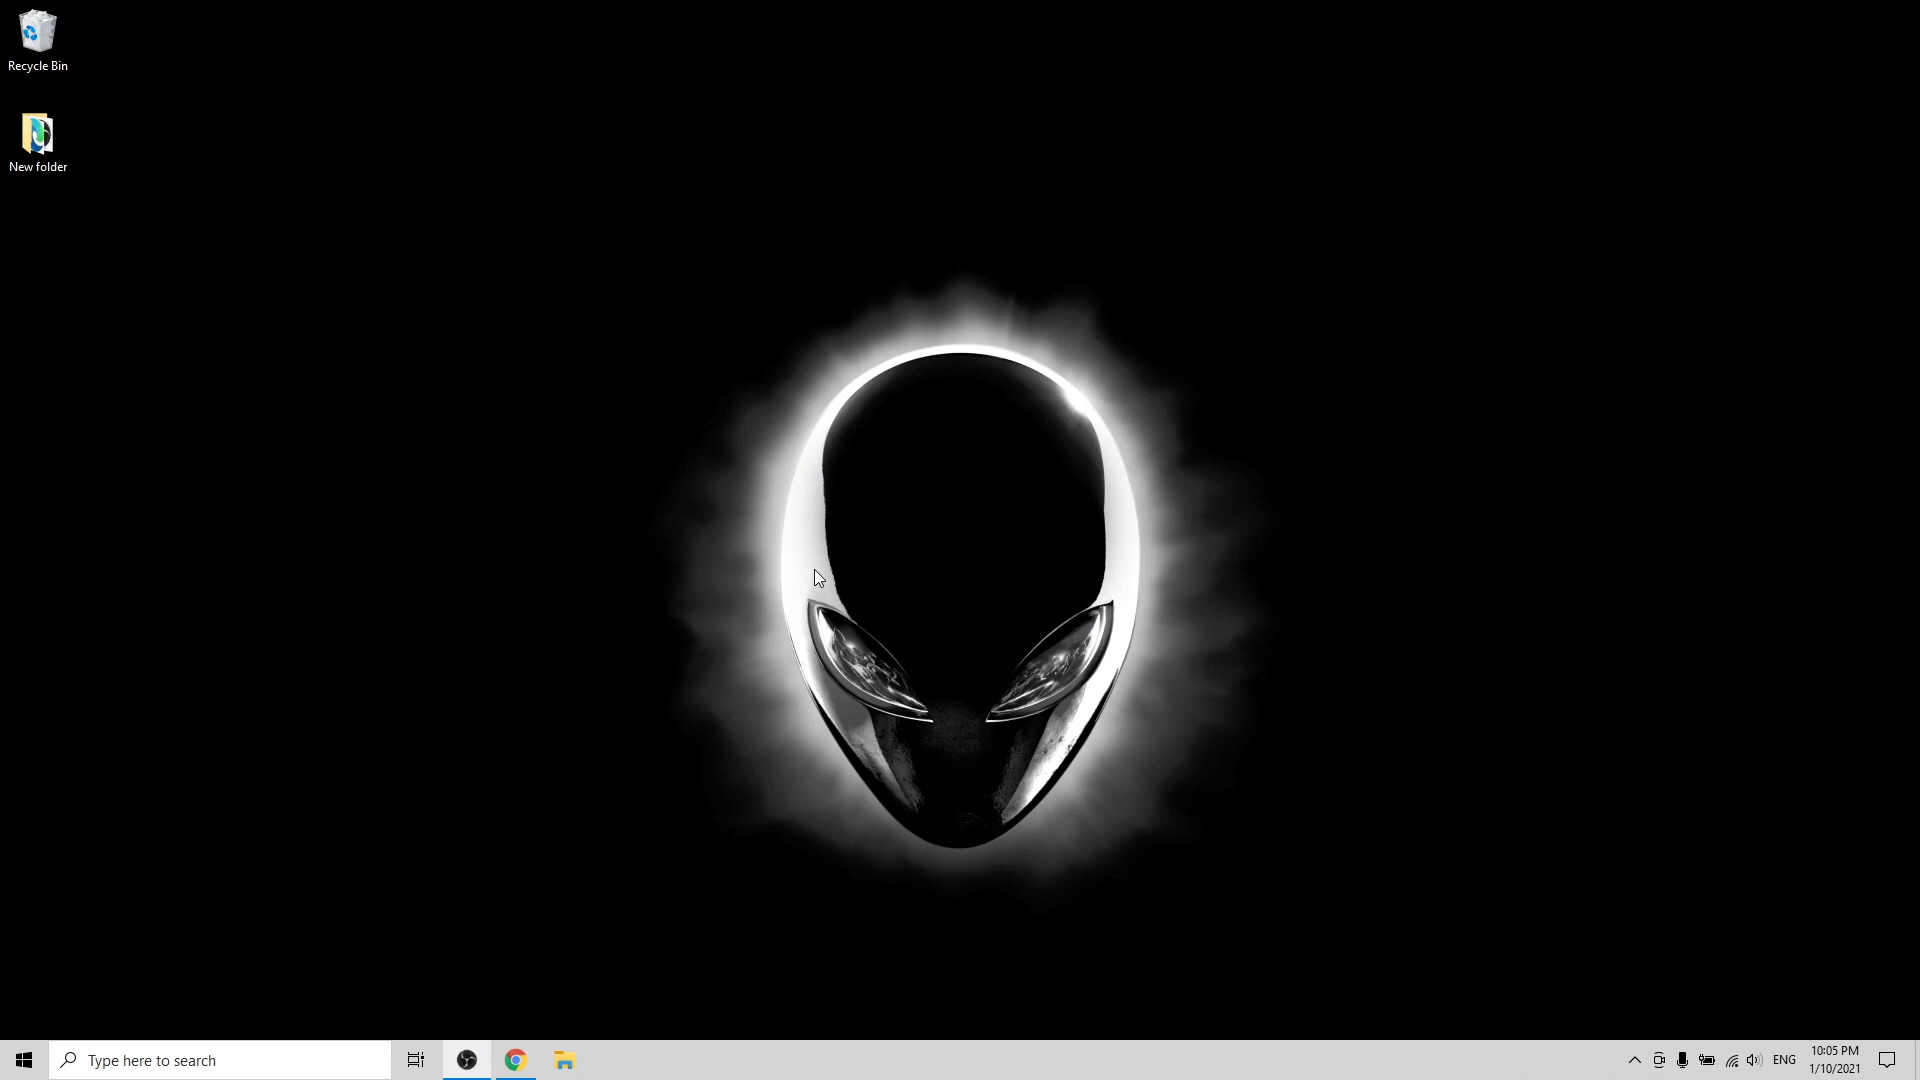 Recycle Bin
New folder
Type here to search
ENG
10:05 PM
1/10/2021